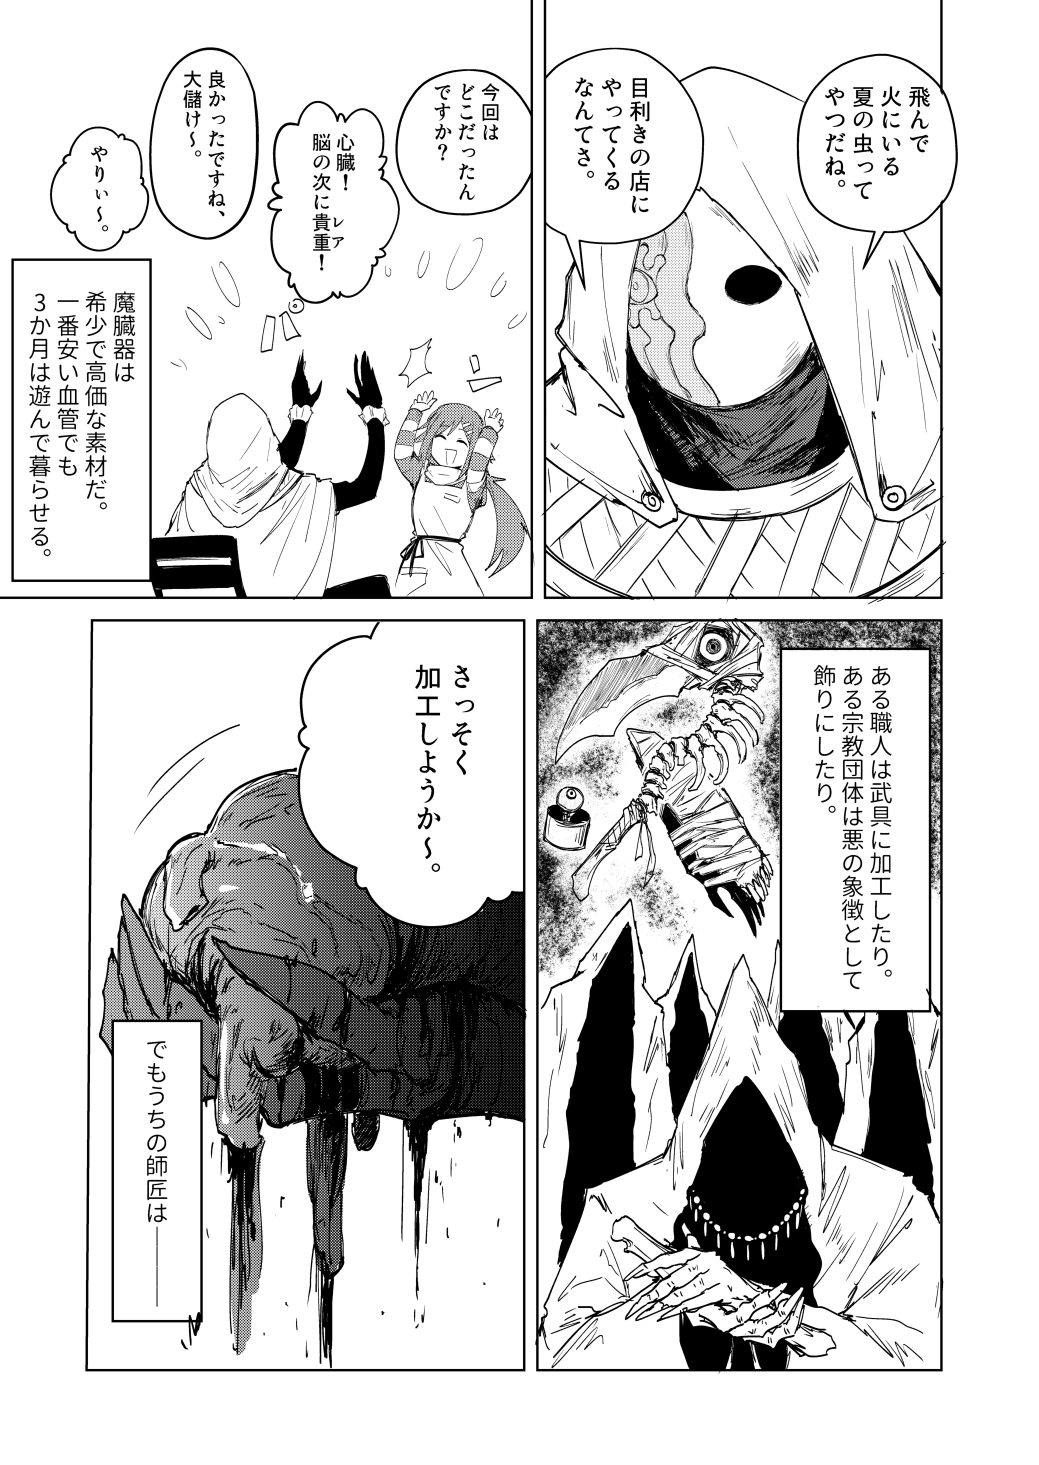 飛んで
火にいる
夏の虫って
やつだね。
目利きの店に
やってくる
なんてさ。
今回は
どこだったん
ですか？
心臓！
脳の次に貴重！
レア
良かったですね、
大儲け〜。
やりぃ〜。
魔臓器は
希少で高価な素材だ。
一番安い血管でも
3か月は遊んで暮らせる。
ある職人は武具に加工したり。
ある宗教団体は悪の象徴として
飾りにしたり。
さっそく
加工しようか〜。
でもうちの師匠は――